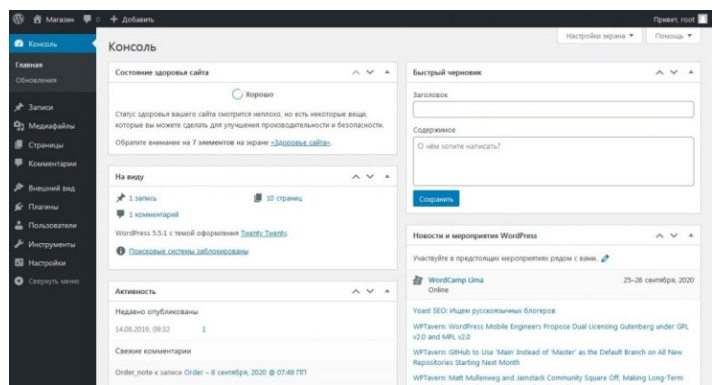 Магазин 0 Добавить Привет, root
Настройки экрана Помощь
Консоль
Главная
Обновления
Записи
Медиафайлы
Страницы
Комментарии
Внешний вид
Плагины
Пользователи
Инструменты
Настройки
Свернуть меню
Консоль
Состояние здоровья сайта
Хорошо
Статус здоровья вашего сайта смотрится неплохо, но есть некоторые вещи,
которые вы можете сделать для улучшения производительности и безопасности.
Обратите внимание на 7 элементов на экране «Здоровье сайта».
На виду
1 запись 10 страниц
1 комментарий
WordPress 5.5.1 с темой оформления Twenty Twenty.
Поисковые системы заблокированы
Активность
Недавно опубликованы
14.08.2019, 09:32 1
Свежие комментарии
Order_note к записи Order – 8 сентября, 2020 @ 07:49 ПП
Быстрый черновик
Заголовок
Содержимое
О чём хотите написать?
Сохранить
Новости и мероприятия WordPress
Участвуйте в предстоящих мероприятиях рядом с вами.
WordCamp Lima 25–26 сентября, 2020
Online
Yoast SEO: Ищем русскоязычных блогеров
WPTavern: WordPress Mobile Engineers Propose Dual Licensing Gutenberg under GPL
v2.0 and MPL v2.0
WPTavern: GitHub to Use 'Main' Instead of 'Master' as the Default Branch on All New
Repositories Starting Next Month
WPTavern: Matt Mullenweg and Jamstack Community Square Off, Making Long-Term